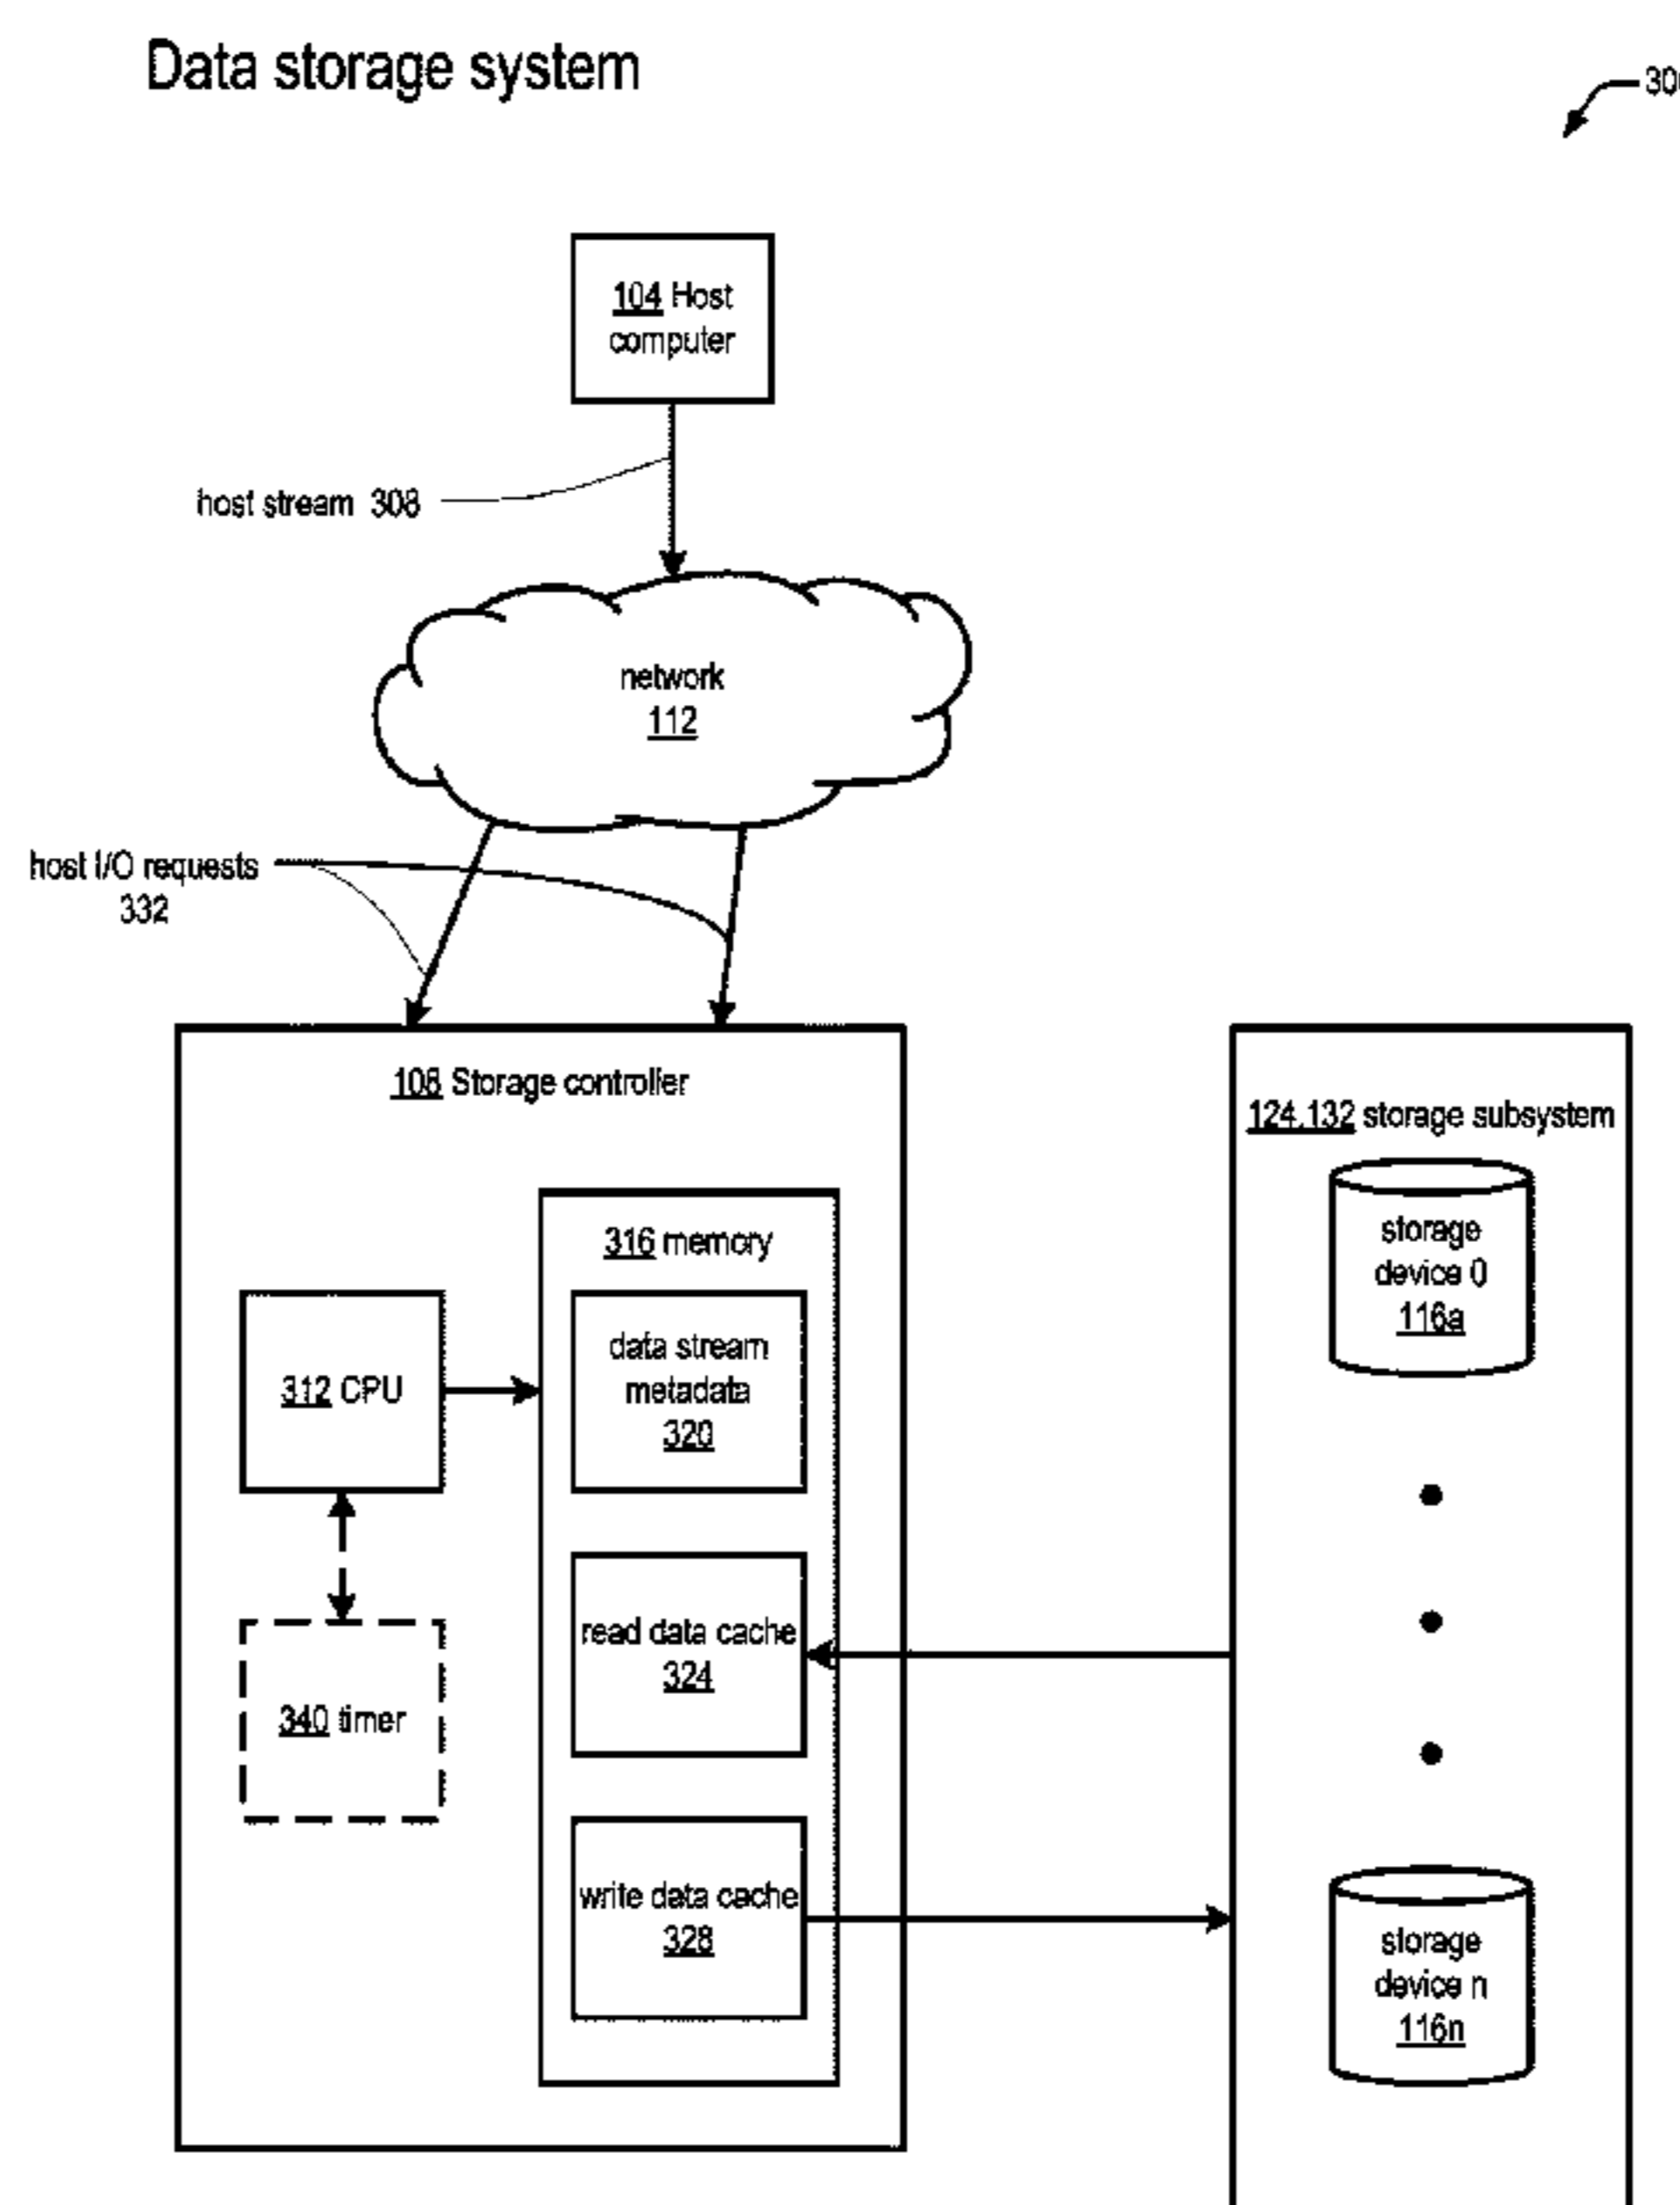 Data storage system
104 Host
computer
host stream 308
network
112
host I/O requests
332
108 Storage controller
316 memory
312 CPU
data stream
metadata
320
340 timer
read data cache
324
write data cache
328
124,132 storage subsystem
storage
device 0
116a
storage
device n
116n